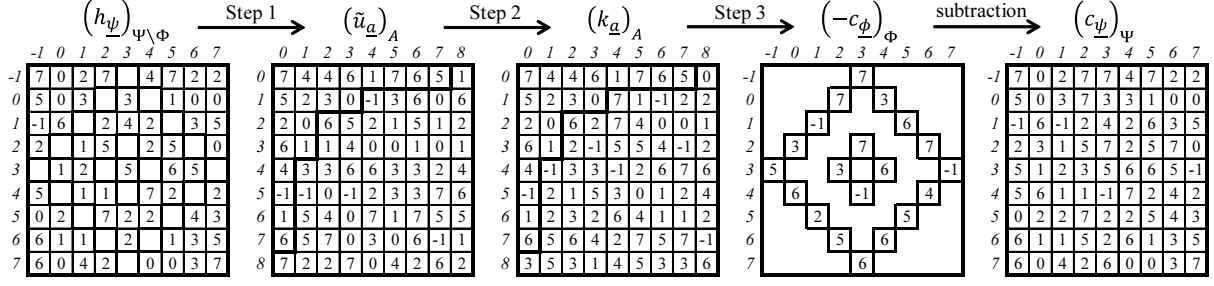 (h_ψ)_Ψ\Φ Step 1 (ũ_a)_A Step 2 (k_a)_A Step 3 (−c_ϕ)_Φ subtraction (c_ψ)_Ψ
-1 0 1 2 3 4 5 6 7 0 1 2 3 4 5 6 7 8 0 1 2 3 4 5 6 7 8 -1 0 1 2 3 4 5 6 7 -1 0 1 2 3 4 5 6 7
-1 7 0 2 7 4 7 2 2 0 7 4 4 6 1 7 6 5 1 0 7 4 4 6 1 7 6 5 0 -1 7 -1 7 0 2 7 7 4 7 2 2
0 5 0 3 3 1 0 0 1 5 2 3 0 -1 3 6 0 6 1 5 2 3 0 7 1 -1 2 2 0 7 3 0 5 0 3 7 3 3 1 0 0
1 -1 6 2 4 2 3 5 2 2 0 6 5 2 1 5 1 2 2 2 0 6 2 7 4 0 0 1 1 -1 6 1 -1 6 -1 2 4 2 6 3 5
2 2 1 5 2 5 0 3 6 1 1 4 0 0 1 0 1 3 6 1 2 -1 5 5 4 -1 2 2 3 7 7 2 2 3 1 5 7 2 5 7 0
3 1 2 5 6 5 4 4 3 3 6 6 3 3 2 4 4 4 -1 3 3 -1 2 6 7 6 3 5 3 6 -1 3 5 1 2 3 5 6 6 5 -1
4 5 1 1 7 2 2 5 -1 -1 0 -1 2 3 3 7 6 5 -1 2 1 5 3 0 1 2 4 4 6 -1 4 4 5 6 1 1 -1 7 2 4 2
5 0 2 7 2 2 4 3 6 1 5 4 0 7 1 7 5 5 6 1 2 3 2 6 4 1 1 2 5 2 5 5 0 2 2 7 2 2 5 4 3
6 6 1 1 2 1 3 5 7 6 5 7 0 3 0 6 -1 1 7 6 5 6 4 2 7 5 7 -1 6 5 6 6 6 1 1 5 2 6 1 3 5
7 6 0 4 2 0 0 3 7 8 7 2 2 7 0 4 2 6 2 8 3 5 3 1 4 5 3 3 6 7 6 7 6 0 4 2 6 0 0 3 7